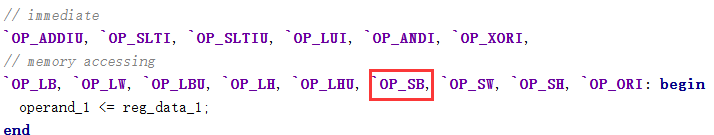 // immediate
`OP_ADDIU, `OP_SLTI, `OP_SLTIU, `OP_LUI, `OP_ANDI, `OP_XORI,
// memory accessing
`OP_LB, `OP_LW, `OP_LBU, `OP_LH, `OP_LHU, `OP_SB, `OP_SW, `OP_SH, `OP_ORI: begin
operand_1 <= reg_data_1;
end